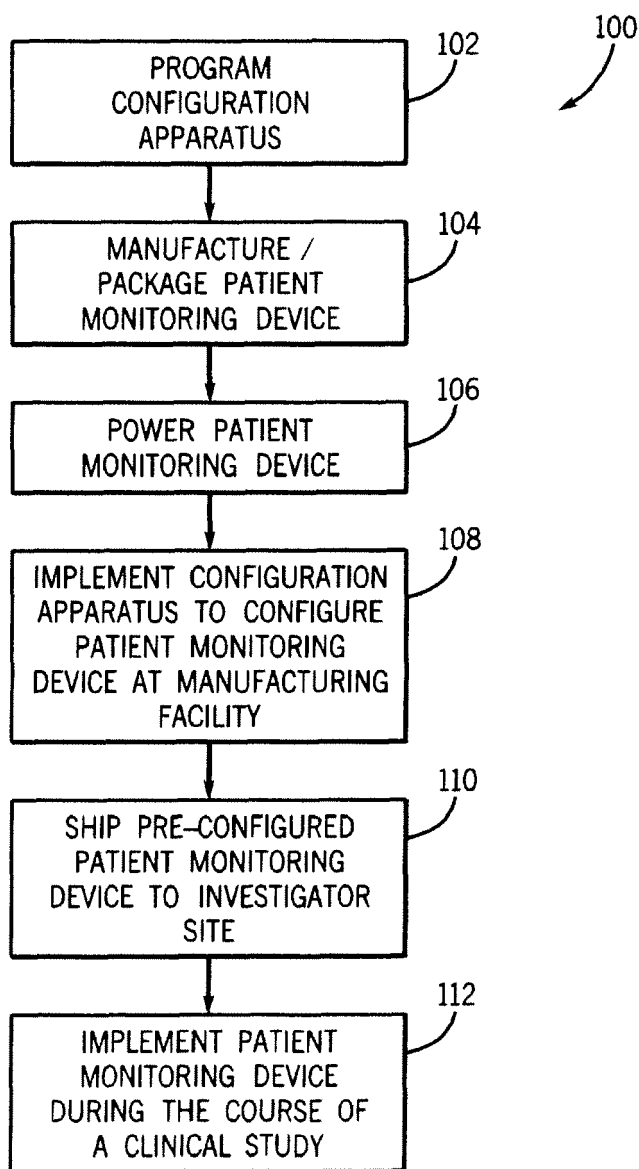 100
102
PROGRAM
CONFIGURATION
APPARATUS
104
MANUFACTURE /
PACKAGE PATIENT
MONITORING DEVICE
106
POWER PATIENT
MONITORING DEVICE
108
IMPLEMENT CONFIGURATION
APPARATUS TO CONFIGURE
PATIENT MONITORING
DEVICE AT MANUFACTURING
FACILITY
110
SHIP PRE-CONFIGURED
PATIENT MONITORING
DEVICE TO INVESTIGATOR
SITE
112
IMPLEMENT PATIENT
MONITORING DEVICE
DURING THE COURSE OF
A CLINICAL STUDY